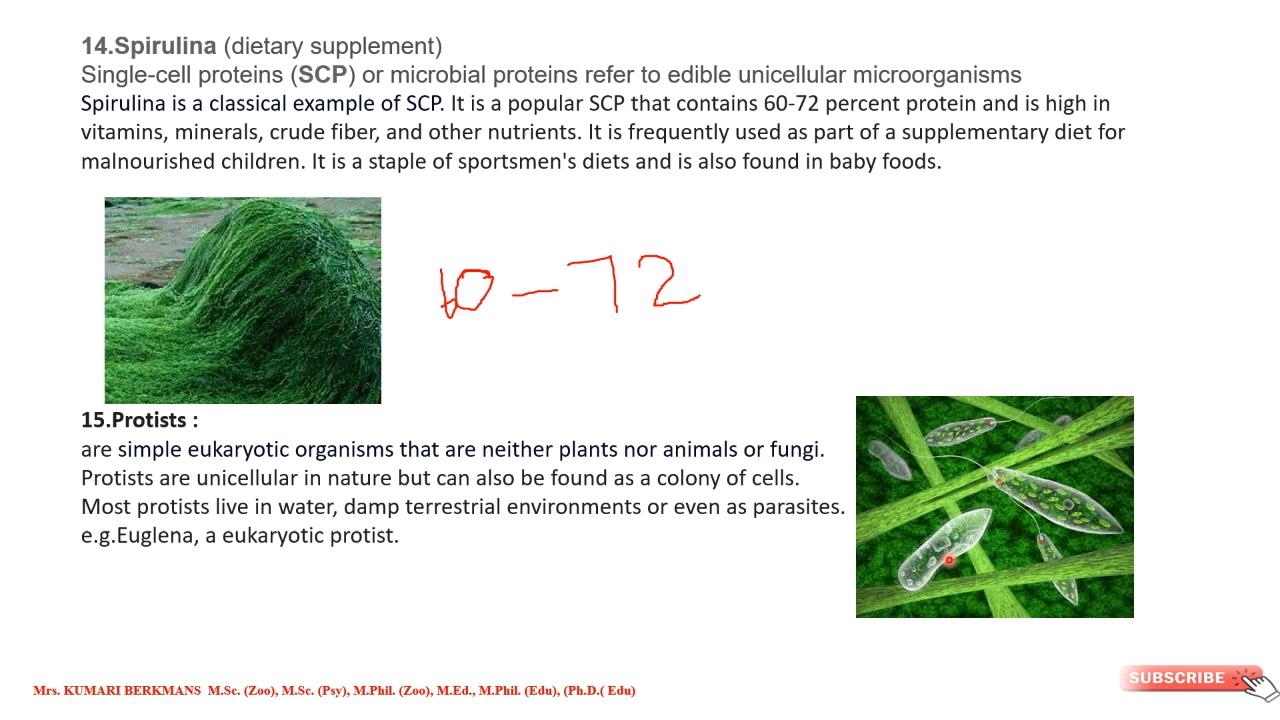 14.Spirulina (dietary supplement)
Single-cell proteins (SCP) or microbial proteins refer to edible unicellular microorganisms
Spirulina is a classical example of SCP. It is a popular SCP that contains 60-72 percent protein and is high in
vitamins, minerals, crude fiber, and other nutrients. It is frequently used as part of a supplementary diet for
malnourished children. It is a staple of sportsmen's diets and is also found in baby foods.
60-72
15.Protists :
are simple eukaryotic organisms that are neither plants nor animals or fungi.
Protists are unicellular in nature but can also be found as a colony of cells.
Most protists live in water, damp terrestrial environments or even as parasites.
e.g.Euglena, a eukaryotic protist.
Mrs. KUMARI BERKMANS M.Sc. (Zoo), M.Sc. (Psy), M.Phil. (Zoo), M.Ed., M.Phil. (Edu), (Ph.D.( Edu)
SUBSCRIBE